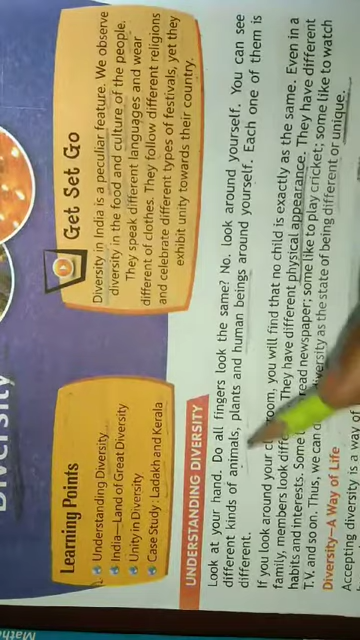 Diversity
Learning Points
Understanding Diversity
India—Land of Great Diversity
Unity in Diversity
Case Study : Ladakh and Kerala
Get Set Go
Diversity in India is a peculiar feature. We observe
diversity in the food and culture of the people.
They speak different languages and wear
different of clothes. They follow different religions
and celebrate different types of festivals, yet they
exhibit unity towards their country.
UNDERSTANDING DIVERSITY
Look at your hand. Do all fingers look the same? No. look around yourself. You can see
different kinds of animals, plants and human beings around yourself. Each one of them is
different.
If you look around your room, you will find that no child is exactly as the same. Even in a
family, members look They have different physical appearance. They have different
habits and interests. Some read newspaper; some like to play cricket; some like to watch
T.V. and so on. Thus, we can diversity as the state of being different or unique.
Diversity—A Way of Life
Accepting diversity is a way of